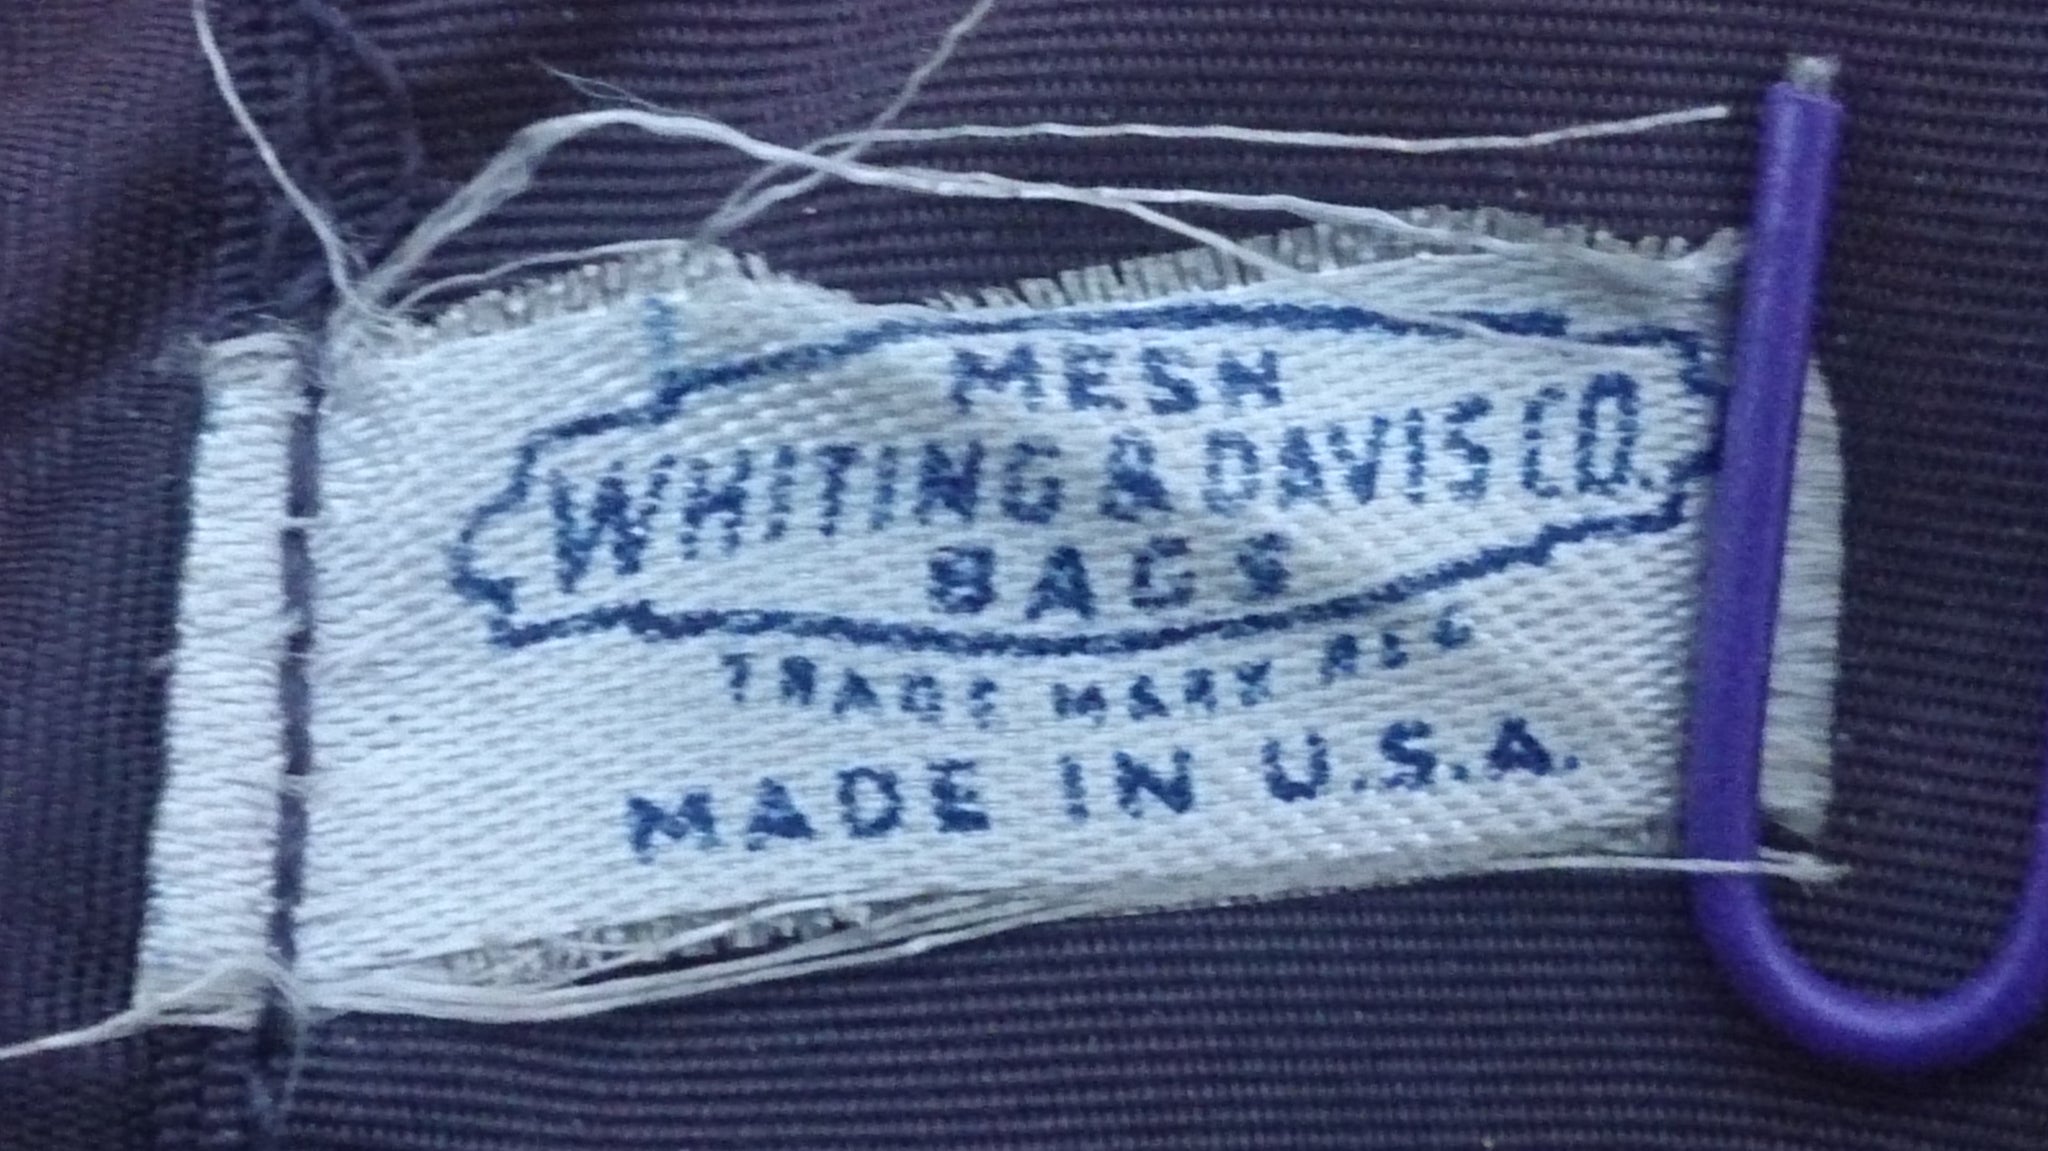 MESH
WHITING & DAVIS CO.
BAGS
TRADE MARK REG
MADE IN U.S.A.